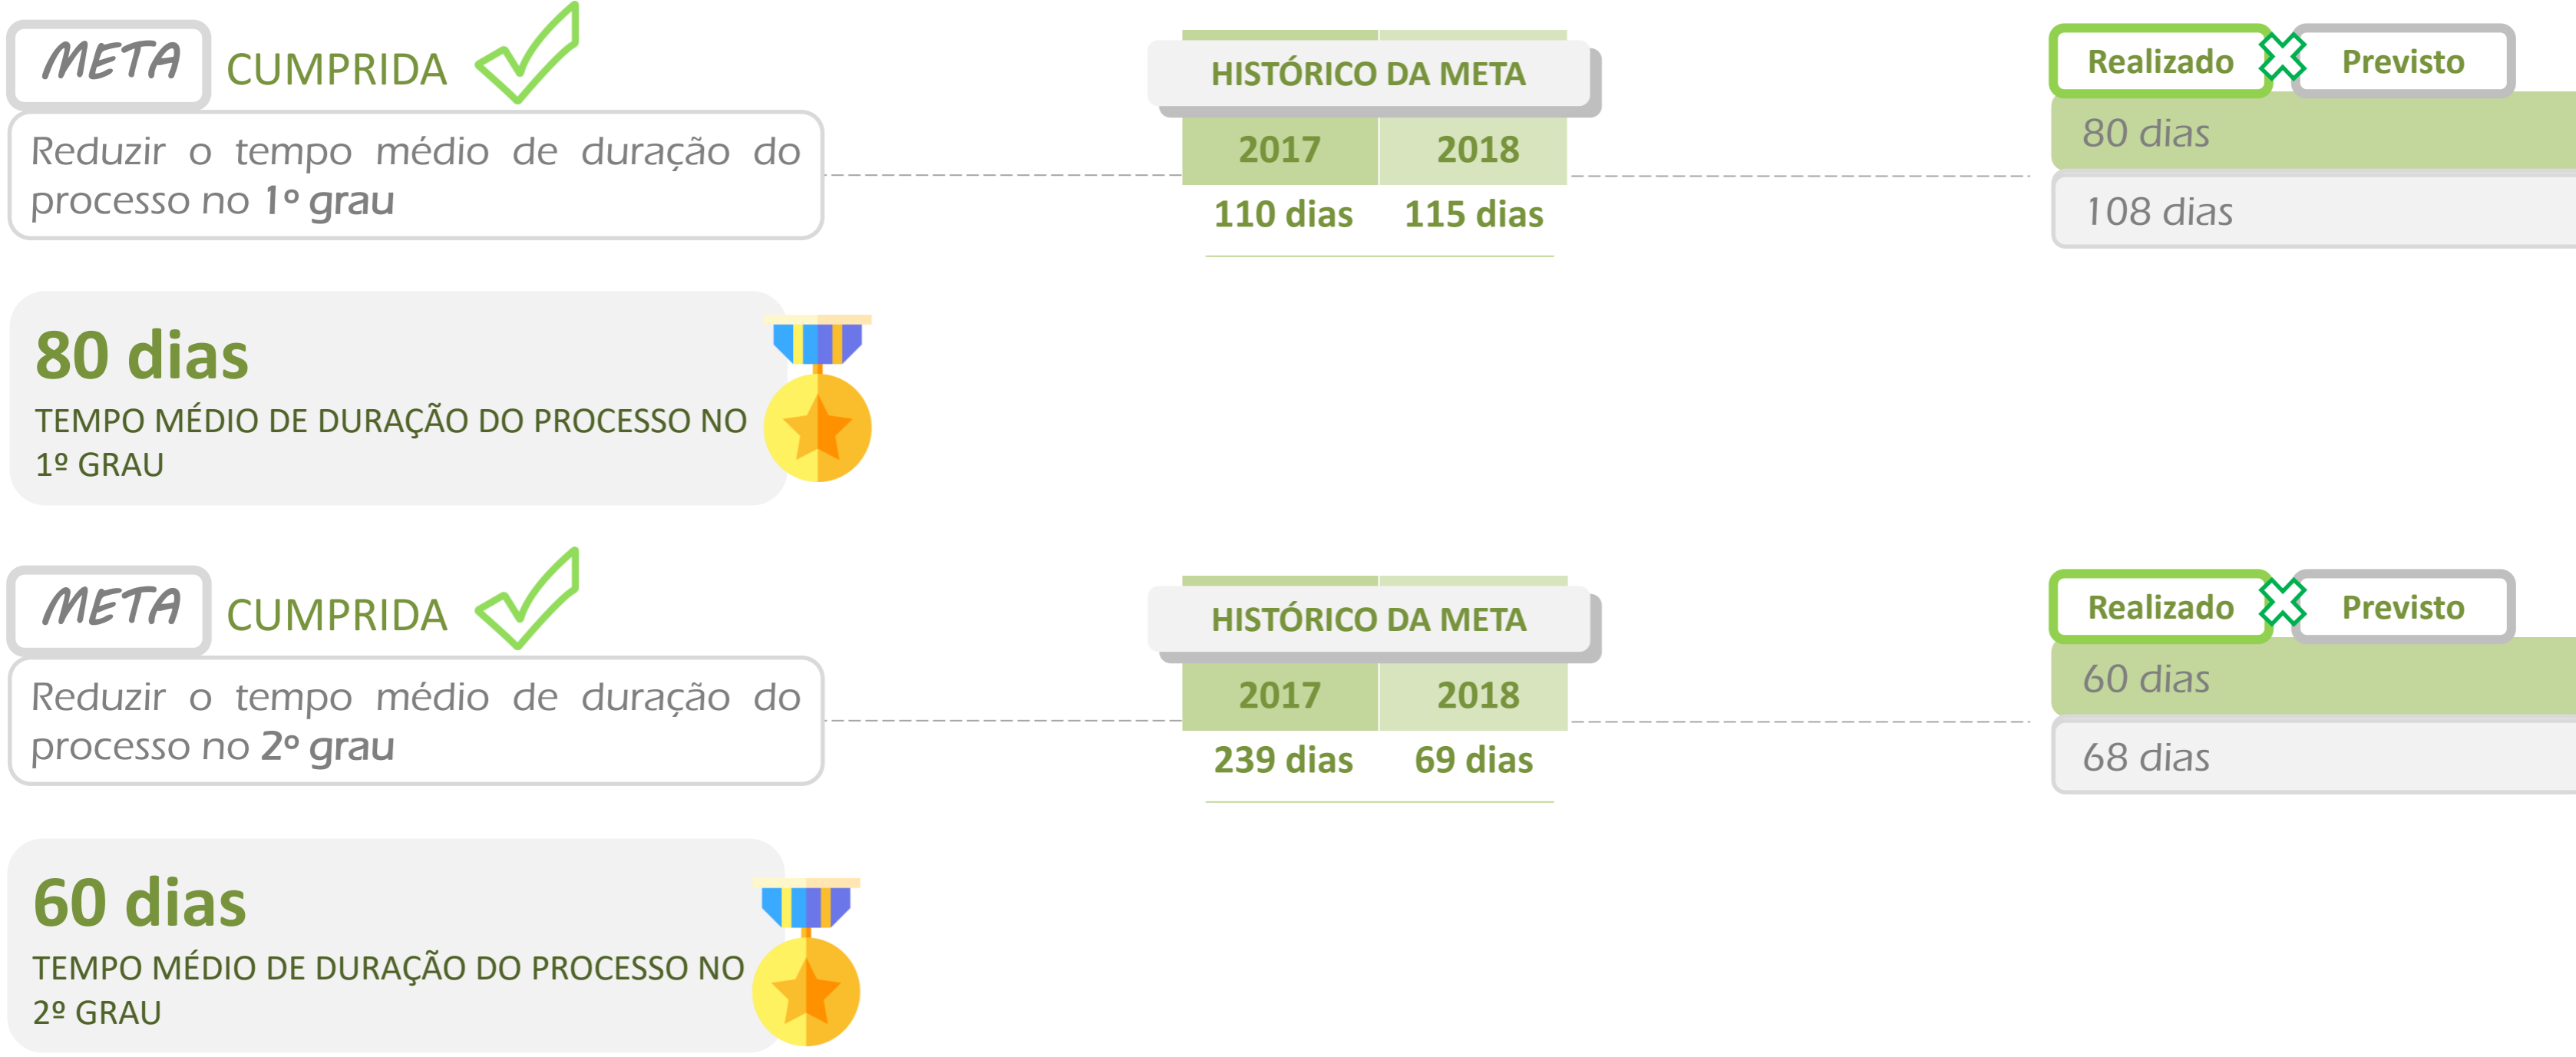 META CUMPRIDA
Reduzir o tempo médio de duração do
processo no 1º grau
HISTÓRICO DA META
2017 2018
110 dias 115 dias
Realizado Previsto
80 dias
108 dias
80 dias
TEMPO MÉDIO DE DURAÇÃO DO PROCESSO NO
1º GRAU
META CUMPRIDA
Reduzir o tempo médio de duração do
processo no 2º grau
HISTÓRICO DA META
2017 2018
239 dias 69 dias
Realizado Previsto
60 dias
68 dias
60 dias
TEMPO MÉDIO DE DURAÇÃO DO PROCESSO NO
2º GRAU